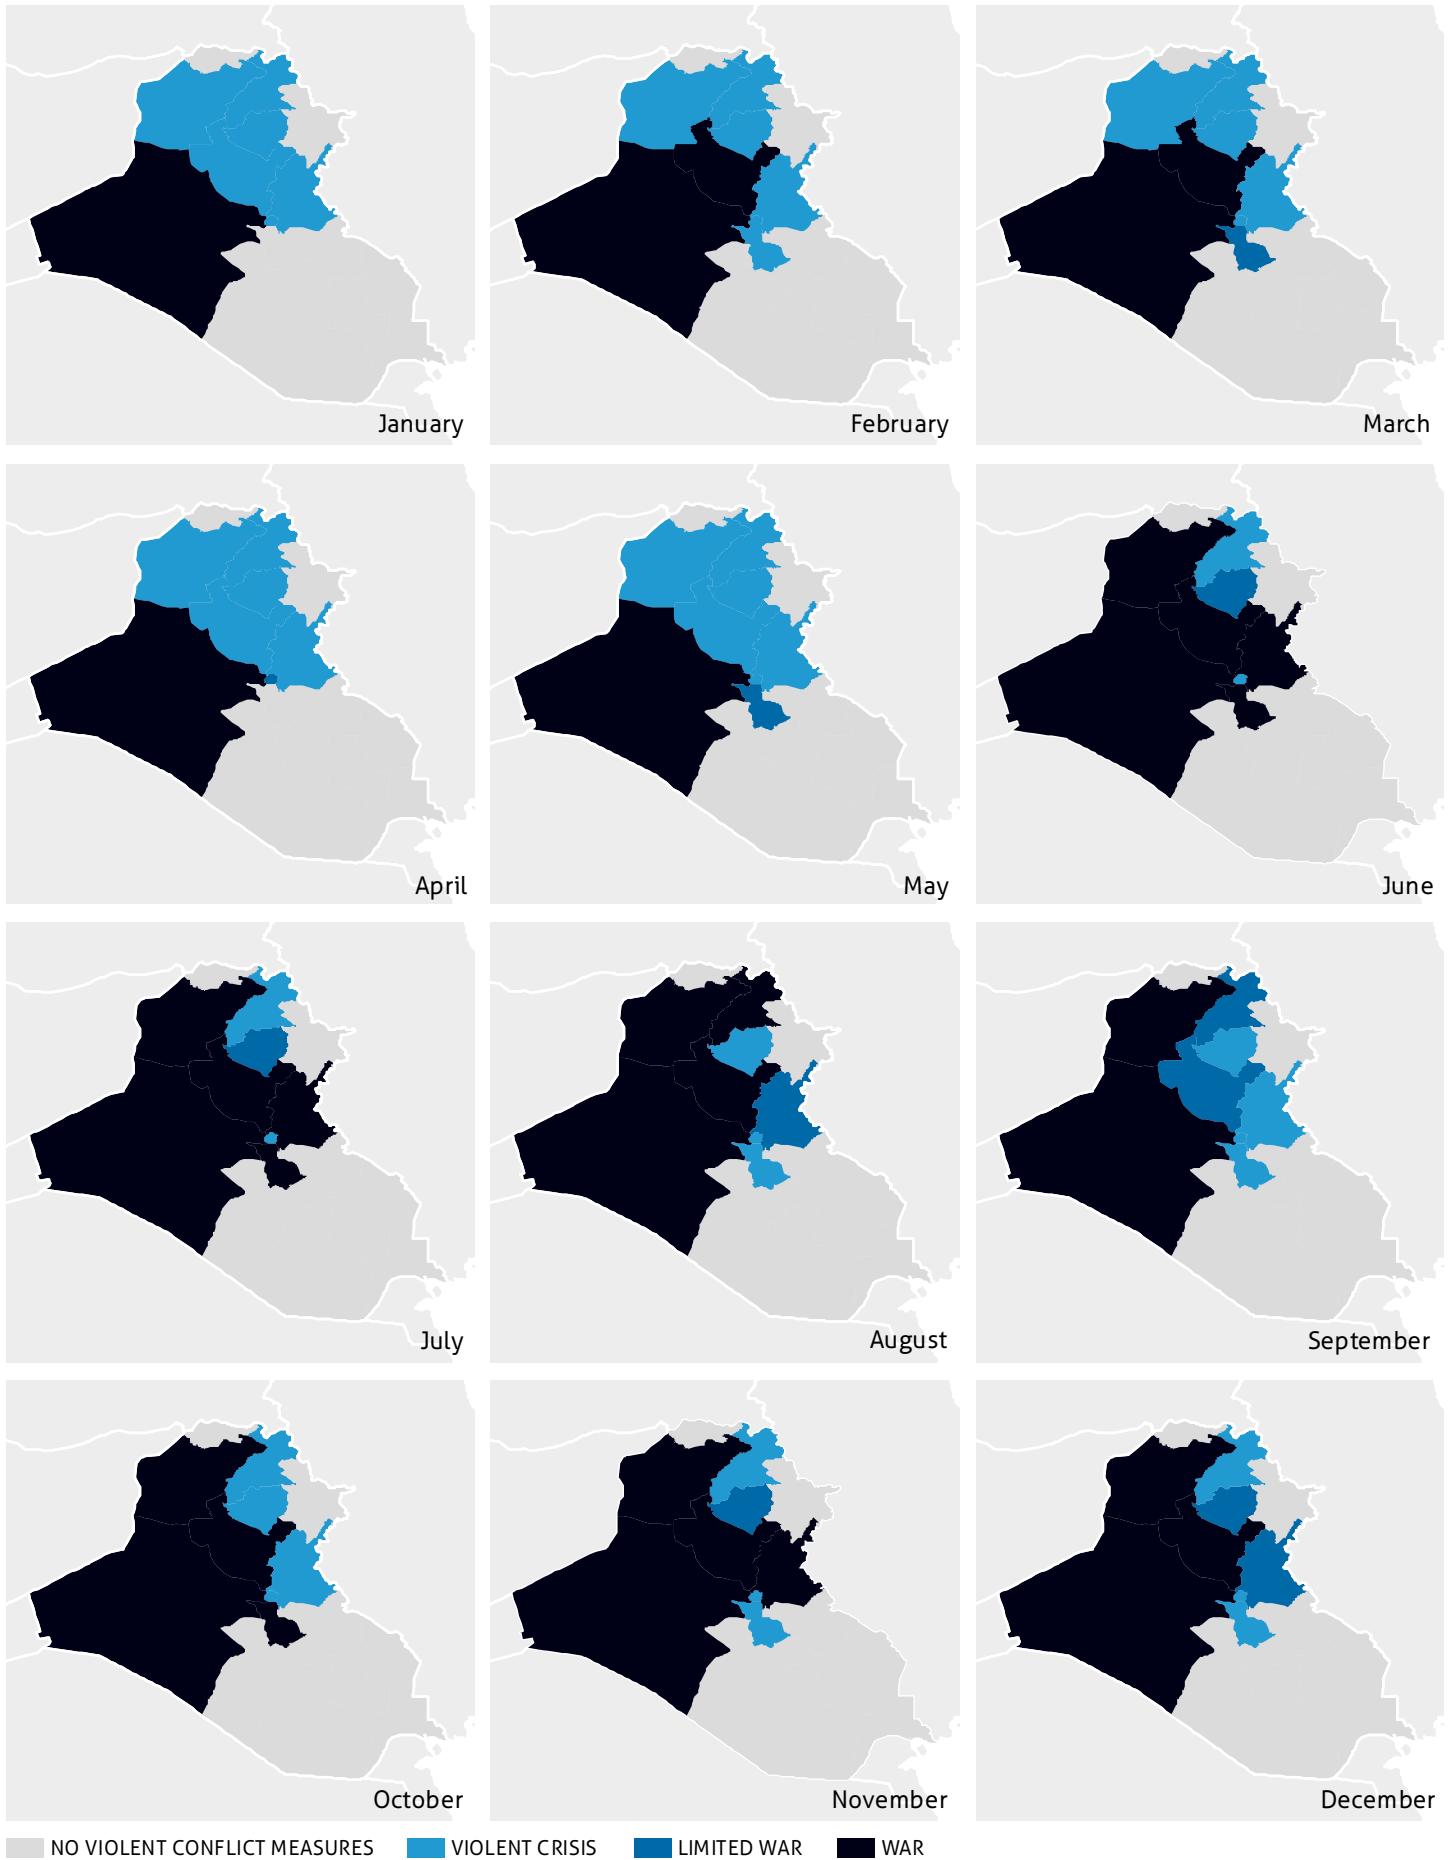 January
February
March
April
May
June
July
August
September
October
November
December
NO VIOLENT CONFLICT MEASURES
VIOLENT CRISIS
LIMITED WAR
WAR